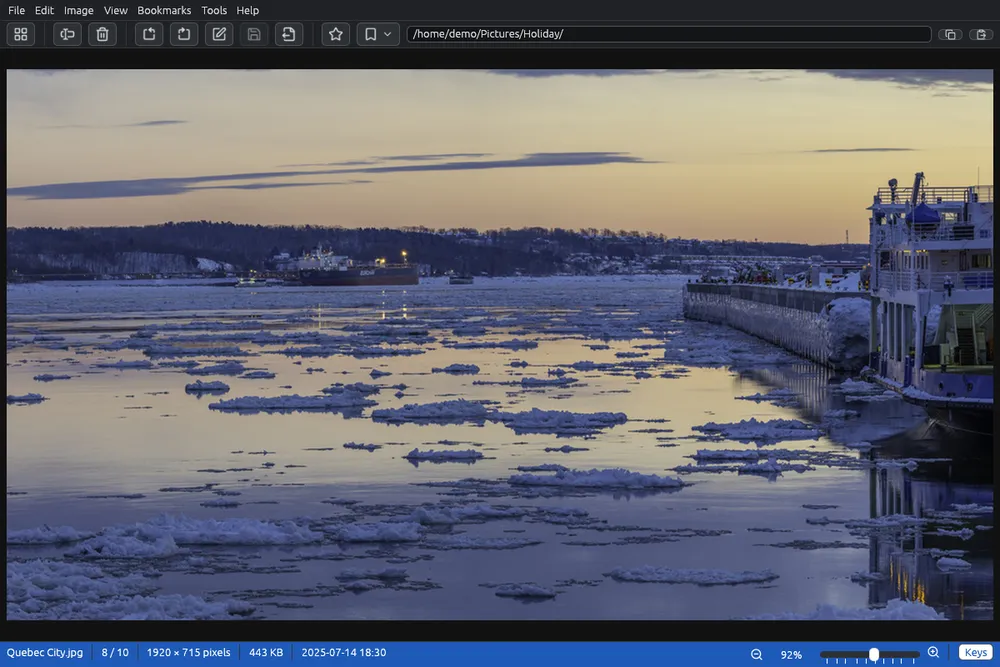 File Edit Image View Bookmarks Tools Help
/home/demo/Pictures/Holiday/
Quebec City.jpg 8 / 10 1920 × 715 pixels 443 KB 2025-07-14 18:30 92% Keys